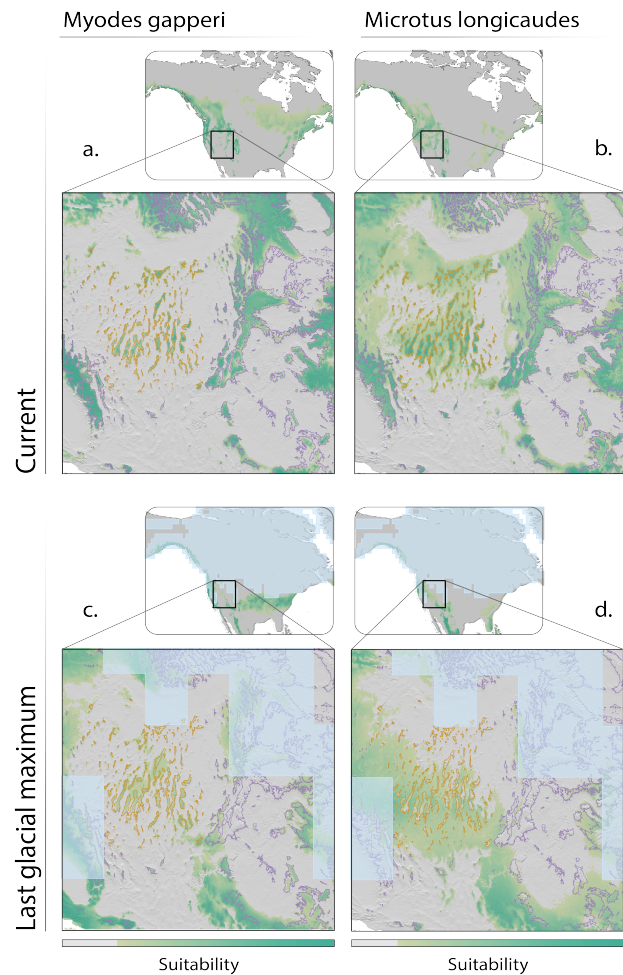 Myodes gapperi
Microtus longicaudes
a.
b.
Current
c.
d.
Last glacial maximum
Suitability
Suitability